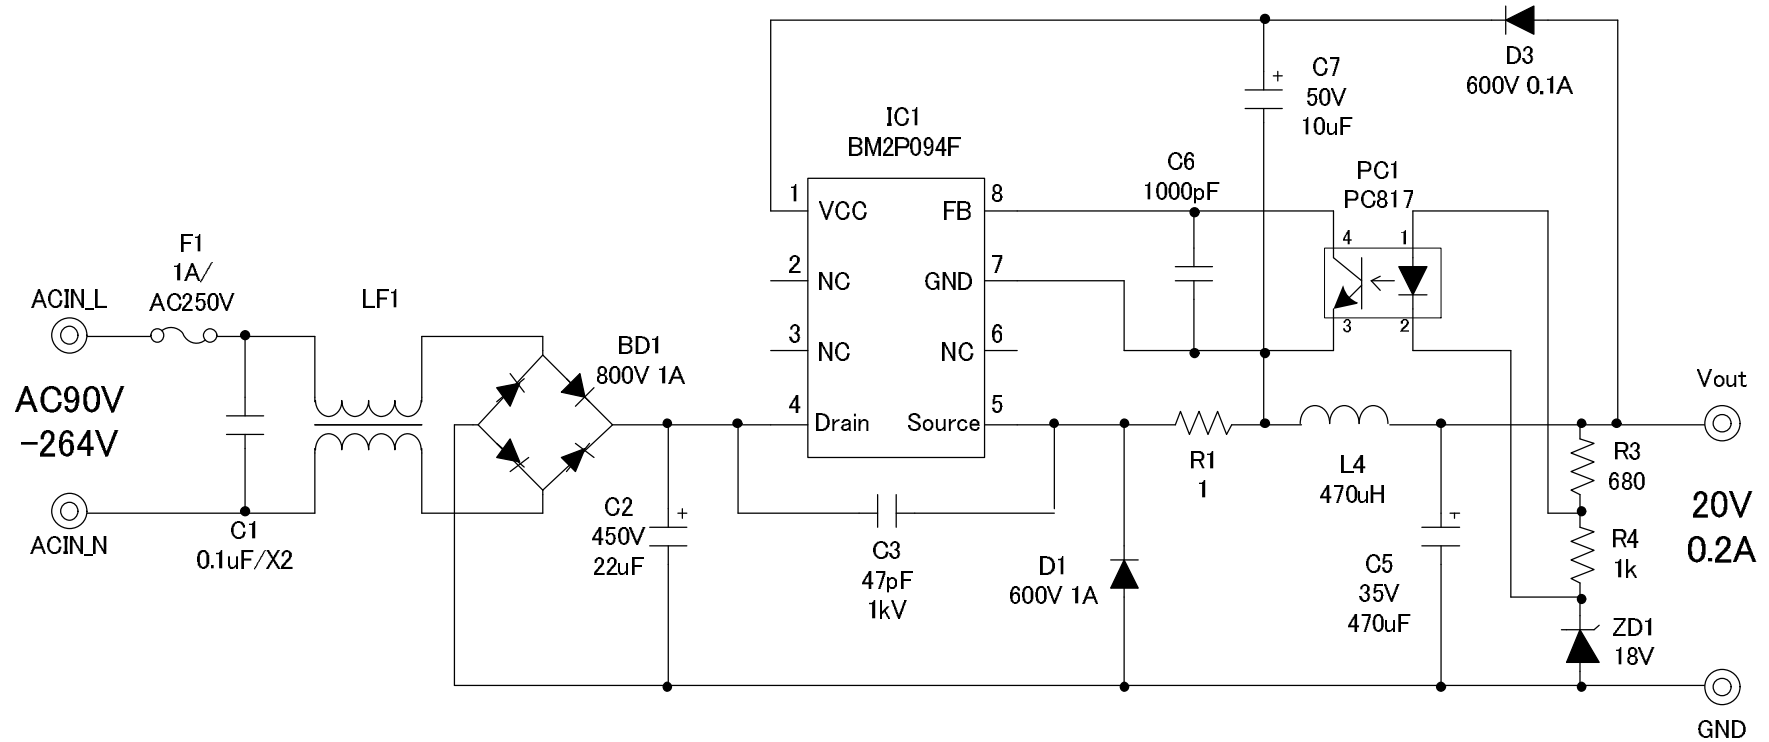 D3
600V 0.1A
C7
50V
10uF
+
IC1
BM2P094F
C6
1000pF
PC1
PC817
1
VCC
FB
8
2
NC
GND
7
3
NC
NC
6
4
Drain
Source
5
4
1
3
2
F1
1A/
AC250V
ACIN_L
LF1
BD1
800V 1A
AC90V
-264V
ACIN_N
C1
0.1uF/X2
C2
450V
22uF
+
C3
47pF
1kV
D1
600V 1A
R1
1
L4
470uH
+
C5
35V
470uF
Vout
R3
680
R4
1k
20V
0.2A
ZD1
18V
GND